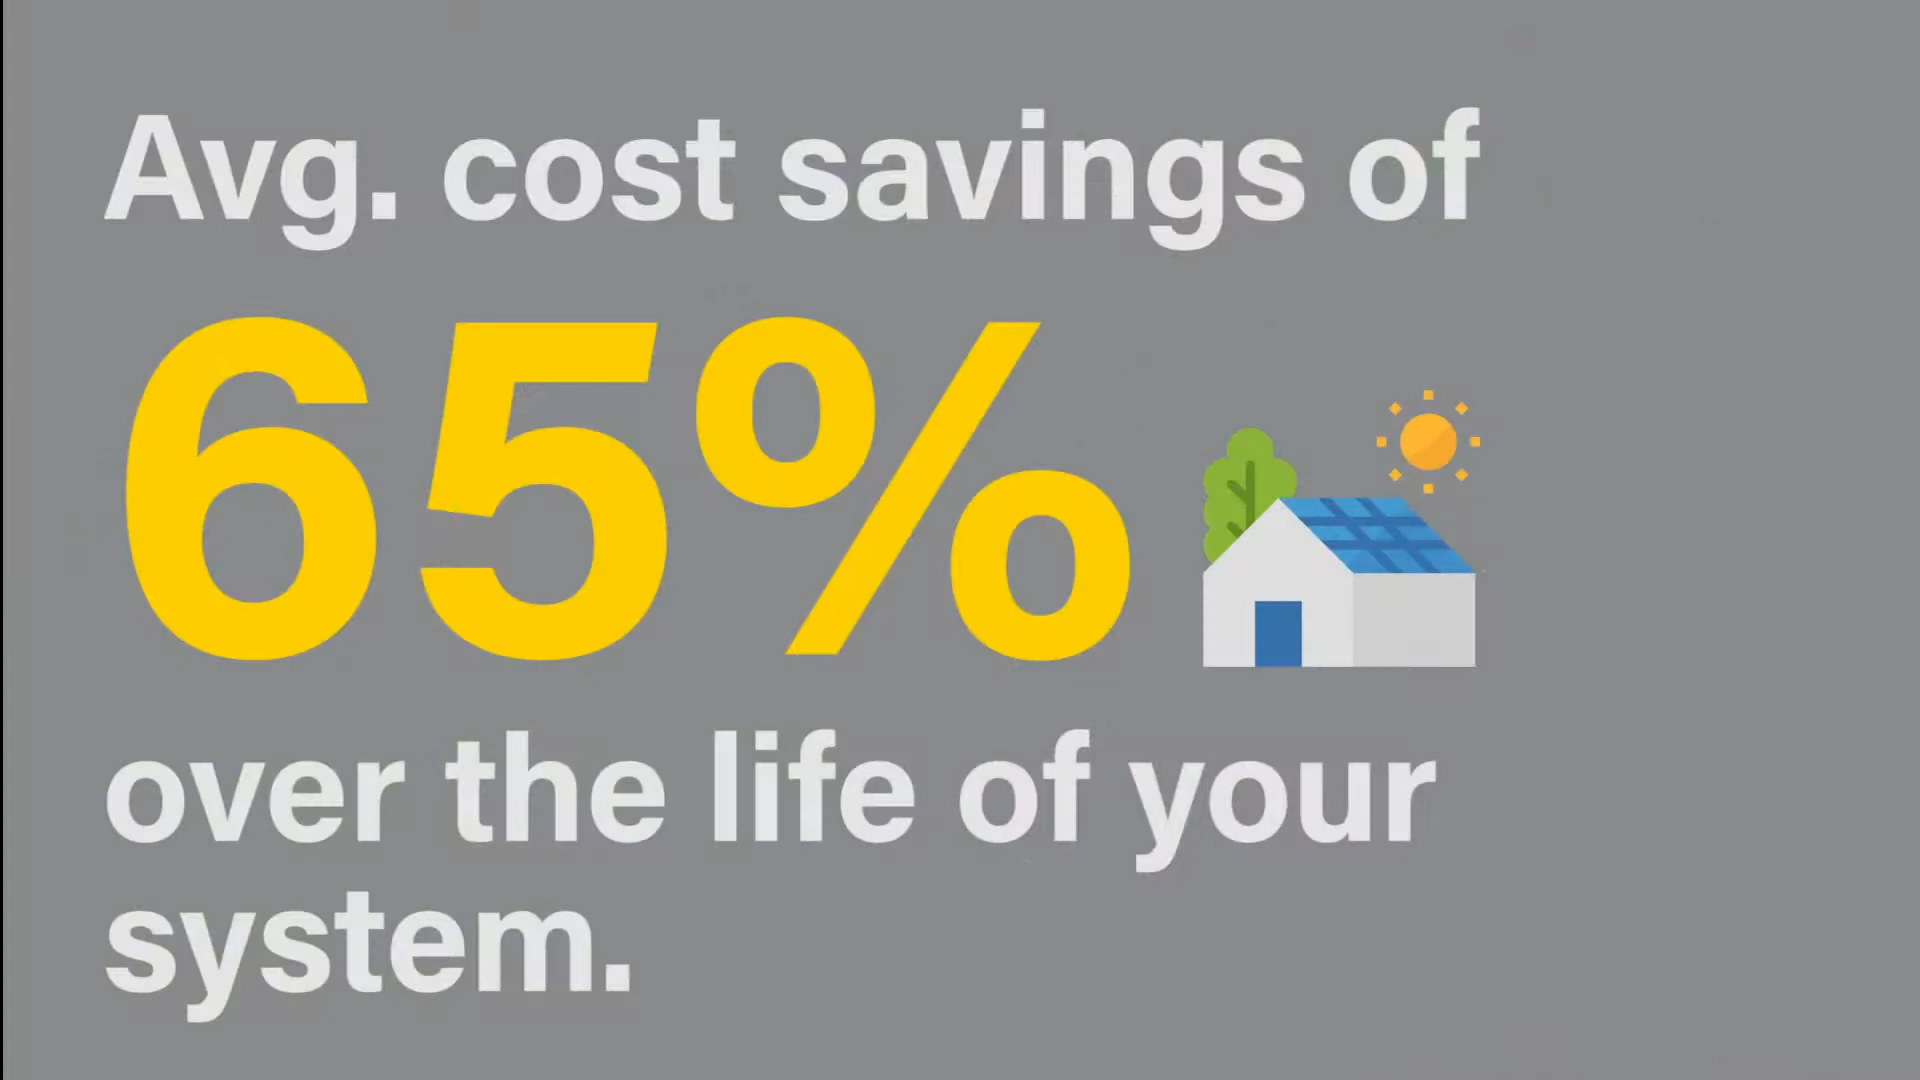 Avg. cost savings of
65%
over the life of your
system.